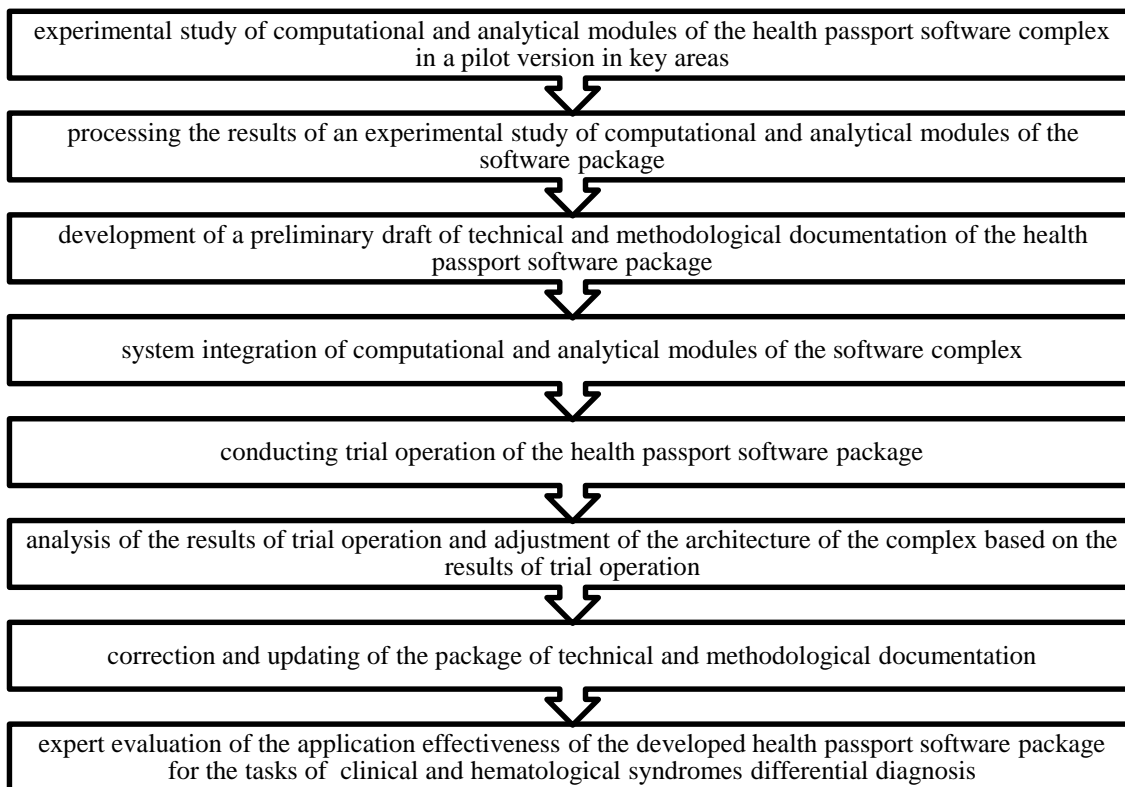 experimental study of computational and analytical modules of the health passport software complex
in a pilot version in key areas
processing the results of an experimental study of computational and analytical modules of the
software package
development of a preliminary draft of technical and methodological documentation of the health
passport software package
system integration of computational and analytical modules of the software complex
conducting trial operation of the health passport software package
analysis of the results of trial operation and adjustment of the architecture of the complex based on the
results of trial operation
correction and updating of the package of technical and methodological documentation
expert evaluation of the application effectiveness of the developed health passport software package
for the tasks of clinical and hematological syndromes differential diagnosis